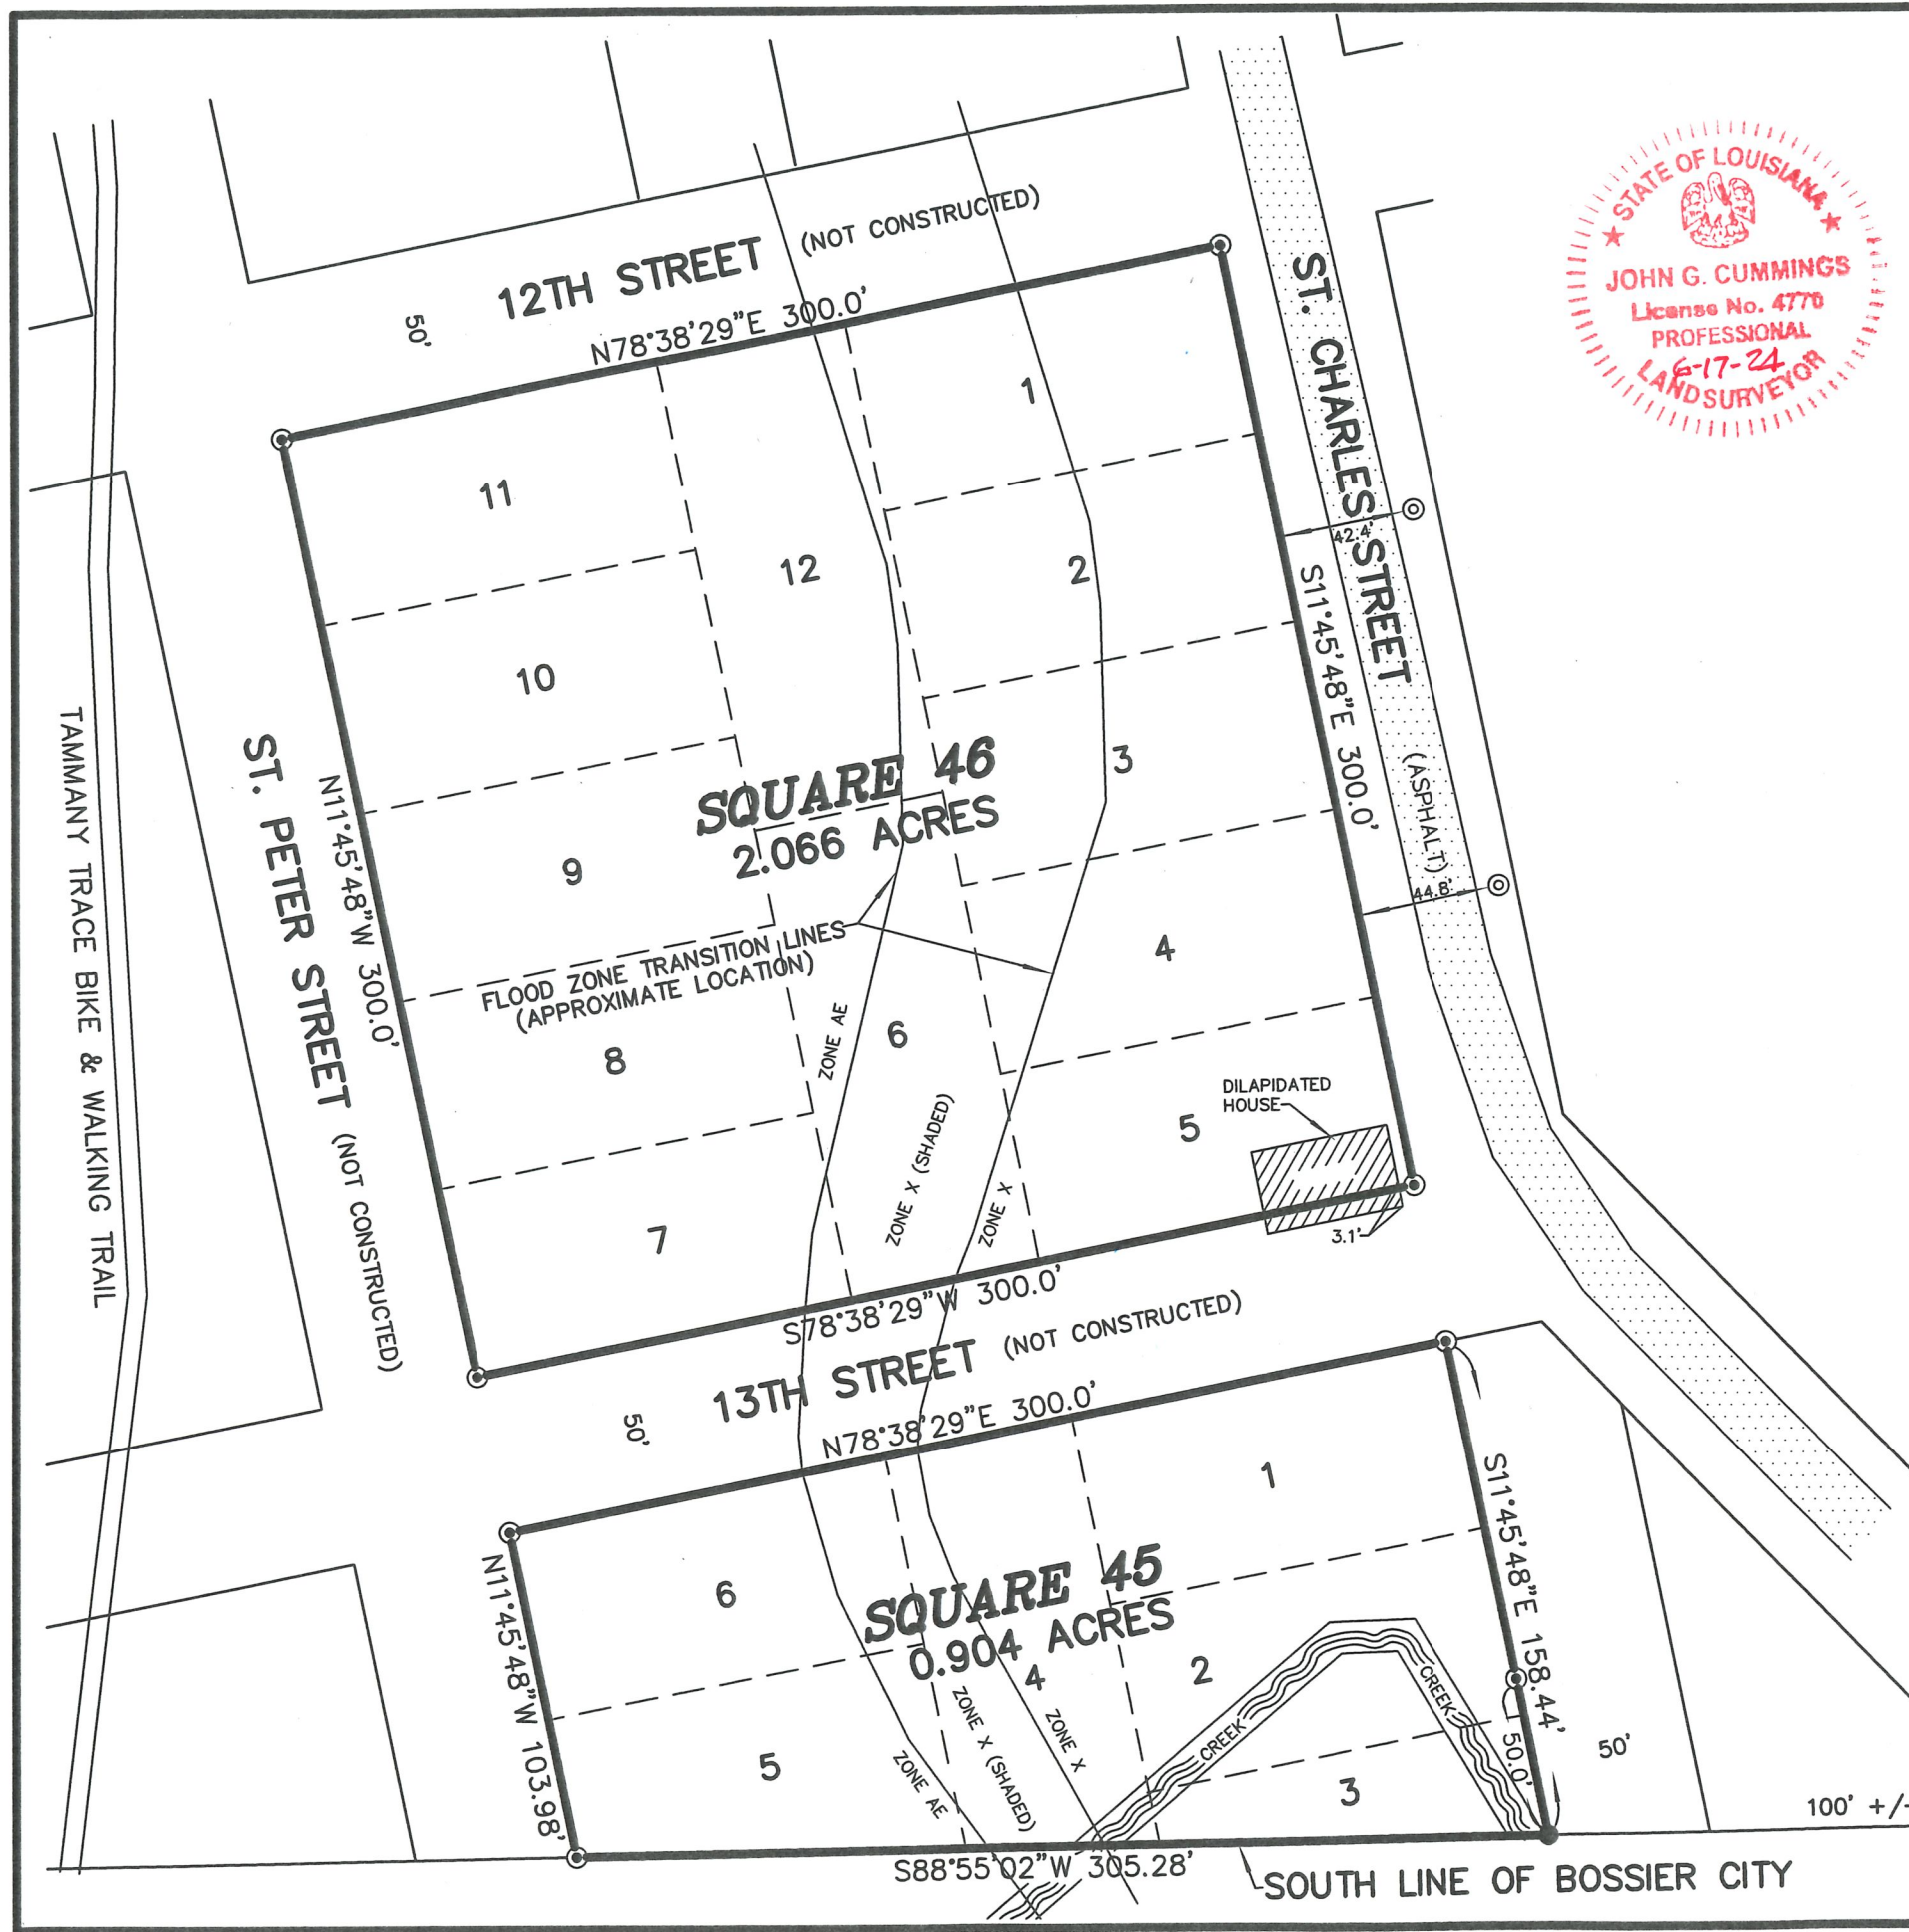 STATE OF LOUISIANA
JOHN G. CUMMINGS
License No. 4770
PROFESSIONAL
6-17-24
LAND SURVEYOR
12TH STREET (NOT CONSTRUCTED)
50'
N78°38'29"E 300.0'
ST. CHARLES STREET
(ASPHALT)
42.4'
44.8'
S11°45'48"E 300.0'
1
2
3
4
5
6
7
8
9
10
11
12
SQUARE 46
2.066 ACRES
FLOOD ZONE TRANSITION LINES
(APPROXIMATE LOCATION)
ZONE AE
ZONE X (SHADED)
ZONE X
DILAPIDATED
HOUSE
3.1'
TAMMANY TRACE BIKE & WALKING TRAIL
ST. PETER STREET (NOT CONSTRUCTED)
N11°45'48"W 300.0'
S78°38'29"W 300.0'
13TH STREET (NOT CONSTRUCTED)
50'
N78°38'29"E 300.0'
1
2
3
4
5
6
SQUARE 45
0.904 ACRES
N11°45'48"W 103.98'
S11°45'48"E 158.44'
50.0'
50'
100' +/-
CREEK
CREEK
ZONE AE
ZONE X (SHADED)
ZONE X
S88°55'02"W 305.28'
SOUTH LINE OF BOSSIER CITY